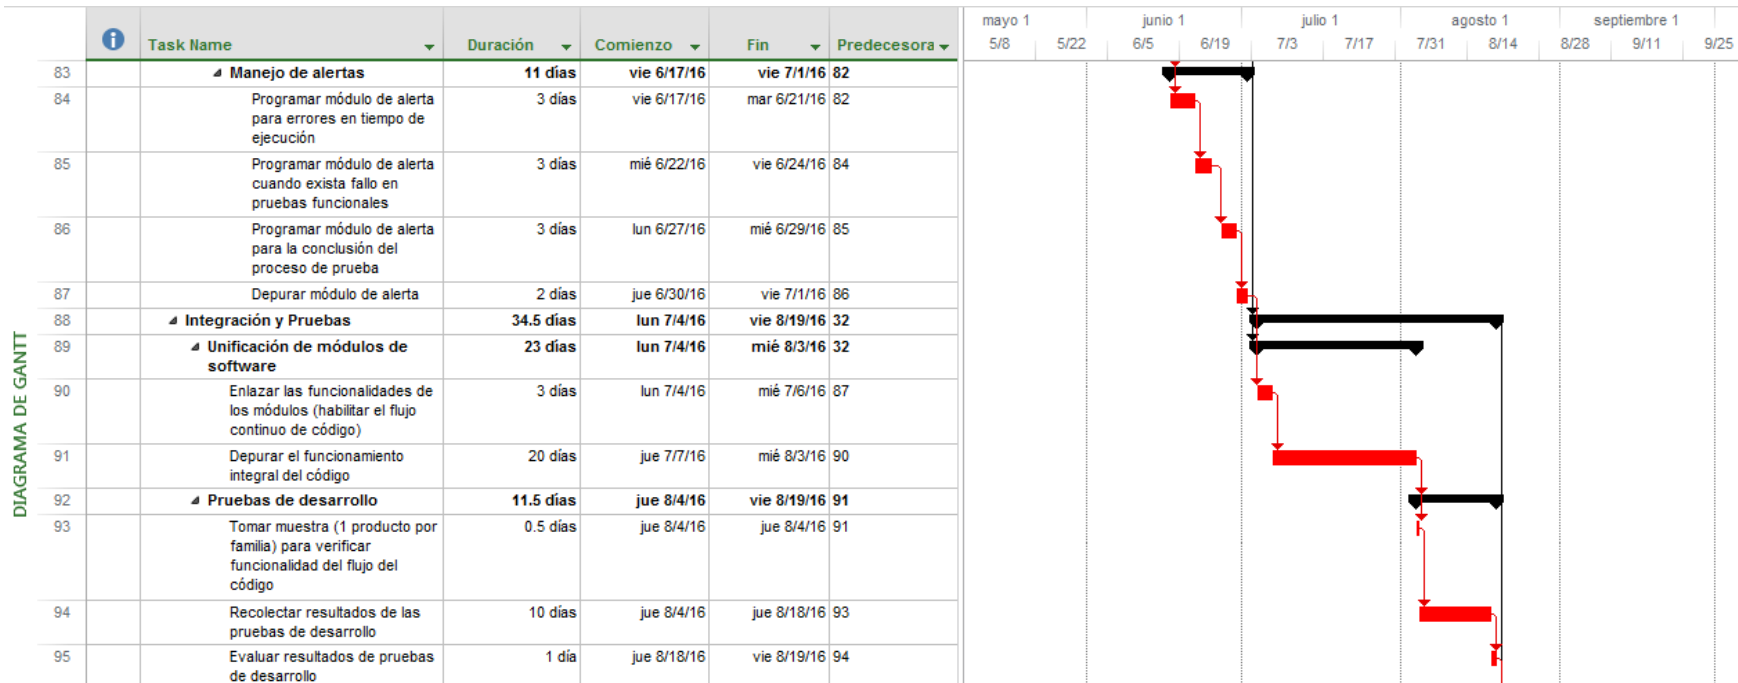 mayo 1 junio 1 julio 1 agosto 1 septiembre 1
Task Name Duración Comienzo Fin Predecesora
5/8 5/22 6/5 6/19 7/3 7/17 7/31 8/14 8/28 9/11 9/25
83 Manejo de alertas 11 días vie 6/17/16 vie 7/1/16 82
84 Programar módulo de alerta 3 días vie 6/17/16 mar 6/21/16 82
para errores en tiempo de
ejecución
85 Programar módulo de alerta 3 días mié 6/22/16 vie 6/24/16 84
cuando exista fallo en
pruebas funcionales
86 Programar módulo de alerta 3 días lun 6/27/16 mié 6/29/16 85
para la conclusión del
proceso de prueba
87 Depurar módulo de alerta 2 días jue 6/30/16 vie 7/1/16 86
88 Integración y Pruebas 34.5 días lun 7/4/16 vie 8/19/16 32
89 Unificación de módulos de 23 días lun 7/4/16 mié 8/3/16 32
software
90 Enlazar las funcionalidades de 3 días lun 7/4/16 mié 7/6/16 87
los módulos (habilitar el flujo
continuo de código)
91 Depurar el funcionamiento 20 días jue 7/7/16 mié 8/3/16 90
integral del código
92 Pruebas de desarrollo 11.5 días jue 8/4/16 vie 8/19/16 91
93 Tomar muestra (1 producto por 0.5 días jue 8/4/16 jue 8/4/16 91
familia) para verificar
funcionalidad del flujo del
código
94 Recolectar resultados de las 10 días jue 8/4/16 jue 8/18/16 93
pruebas de desarrollo
95 Evaluar resultados de pruebas 1 día jue 8/18/16 vie 8/19/16 94
de desarrollo
DIAGRAMA DE GANTT